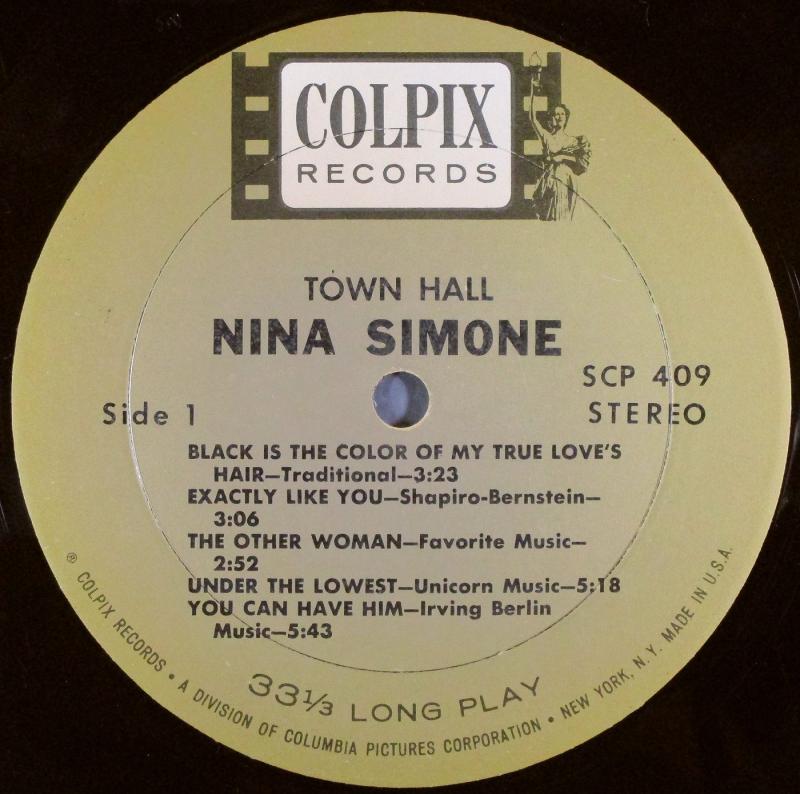 COLPIX
RECORDS
TOWN HALL
NINA SIMONE
SCP 409
Side 1
STEREO
BLACK IS THE COLOR OF MY TRUE LOVE'S
HAIR—Traditional—3:23
EXACTLY LIKE YOU—Shapiro-Bernstein—
3:06
THE OTHER WOMAN—Favorite Music—
2:52
UNDER THE LOWEST—Unicorn Music—5:18
YOU CAN HAVE HIM—Irving Berlin
Music—5:43
33⅓ LONG PLAY
® COLPIX RECORDS • A DIVISION OF COLUMBIA PICTURES CORPORATION • NEW YORK, N. Y. MADE IN U.S.A.